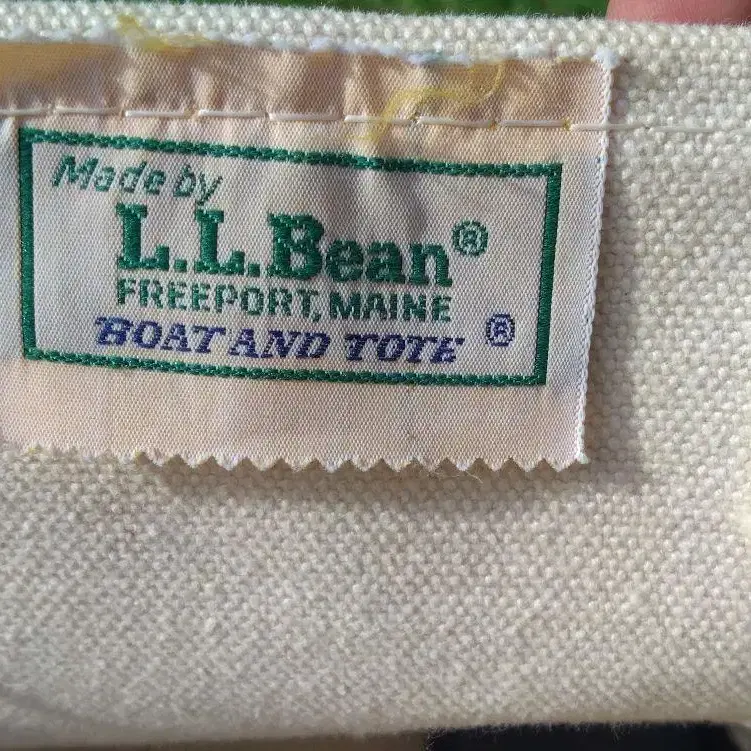 Made by
L.L.Bean®
FREEPORT, MAINE
BOAT AND TOTE ®